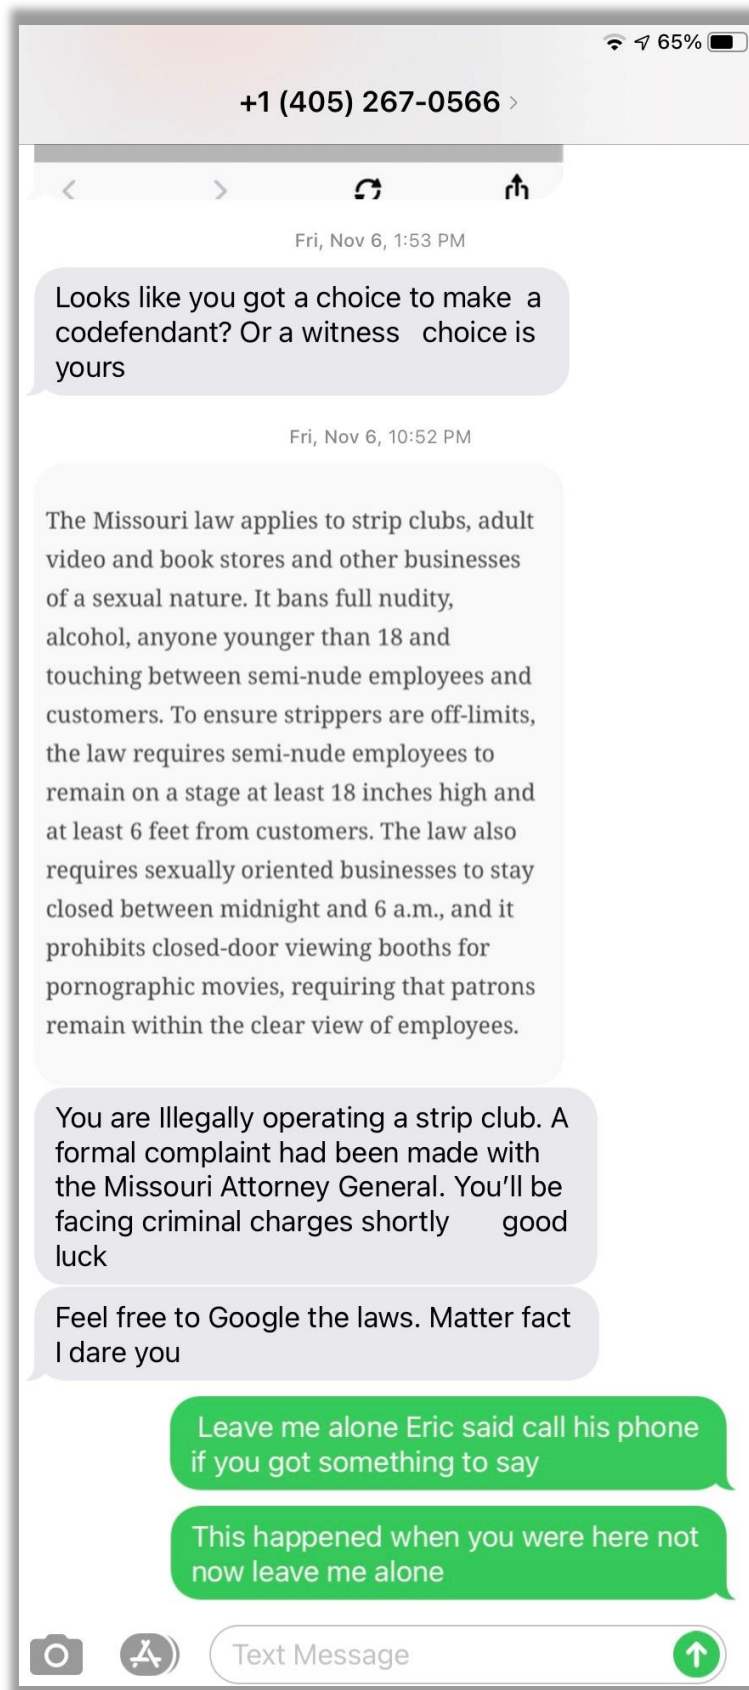 65%
+1 (405) 267-0566 >
Fri, Nov 6, 1:53 PM
Looks like you got a choice to make a
codefendant? Or a witness choice is
yours
Fri, Nov 6, 10:52 PM
The Missouri law applies to strip clubs, adult
video and book stores and other businesses
of a sexual nature. It bans full nudity,
alcohol, anyone younger than 18 and
touching between semi-nude employees and
customers. To ensure strippers are off-limits,
the law requires semi-nude employees to
remain on a stage at least 18 inches high and
at least 6 feet from customers. The law also
requires sexually oriented businesses to stay
closed between midnight and 6 a.m., and it
prohibits closed-door viewing booths for
pornographic movies, requiring that patrons
remain within the clear view of employees.
You are Illegally operating a strip club. A
formal complaint had been made with
the Missouri Attorney General. You’ll be
facing criminal charges shortly good
luck
Feel free to Google the laws. Matter fact
I dare you
Leave me alone Eric said call his phone
if you got something to say
This happened when you were here not
now leave me alone
Text Message